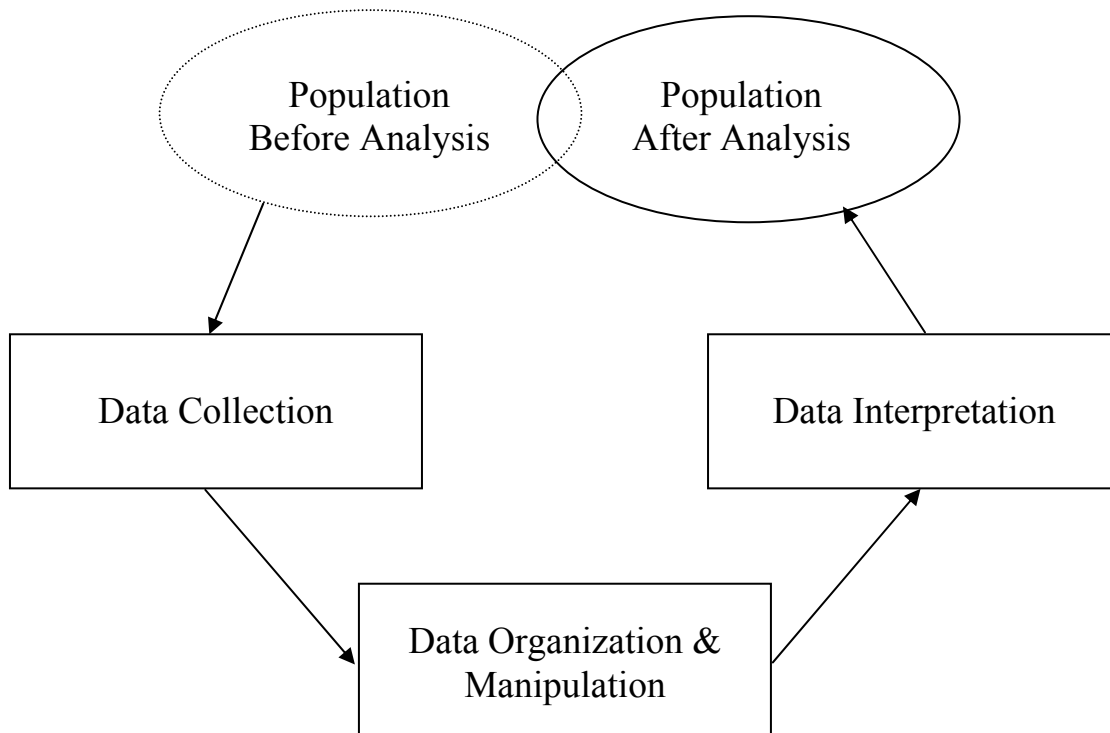 Population
Before Analysis
Population
After Analysis
Data Collection
Data Interpretation
Data Organization &
Manipulation